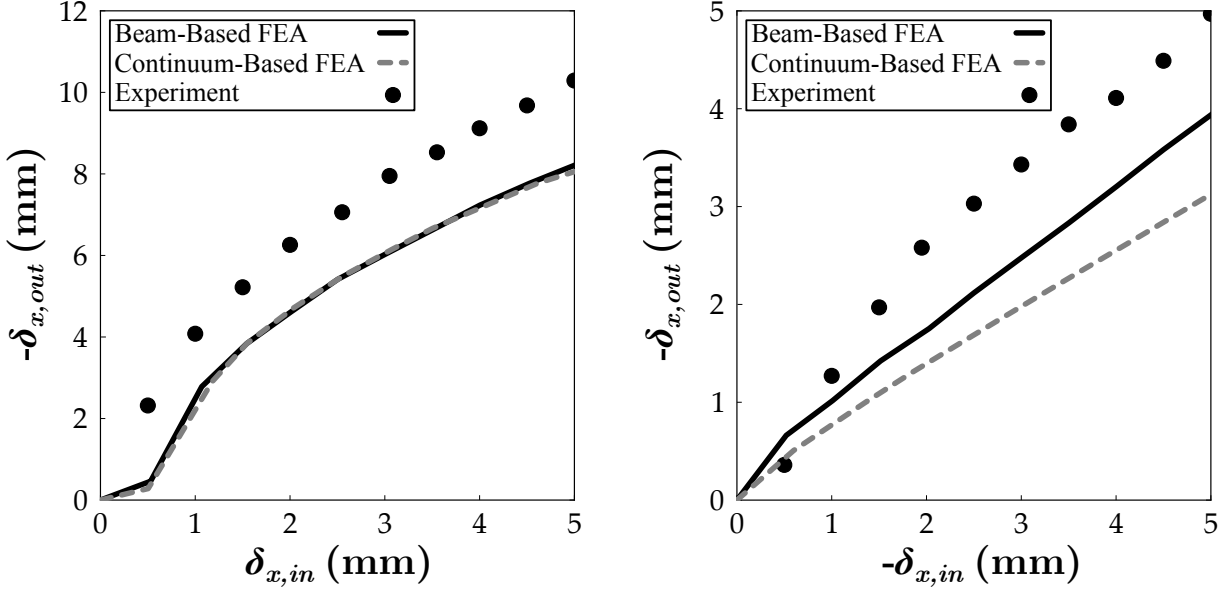 12
10
8
6
4
2
0
-δx,out (mm)
Beam-Based FEA
Continuum-Based FEA
Experiment
0 1 2 3 4 5
δx,in (mm)
5
4
3
2
1
0
-δx,out (mm)
Beam-Based FEA
Continuum-Based FEA
Experiment
0 1 2 3 4 5
-δx,in (mm)